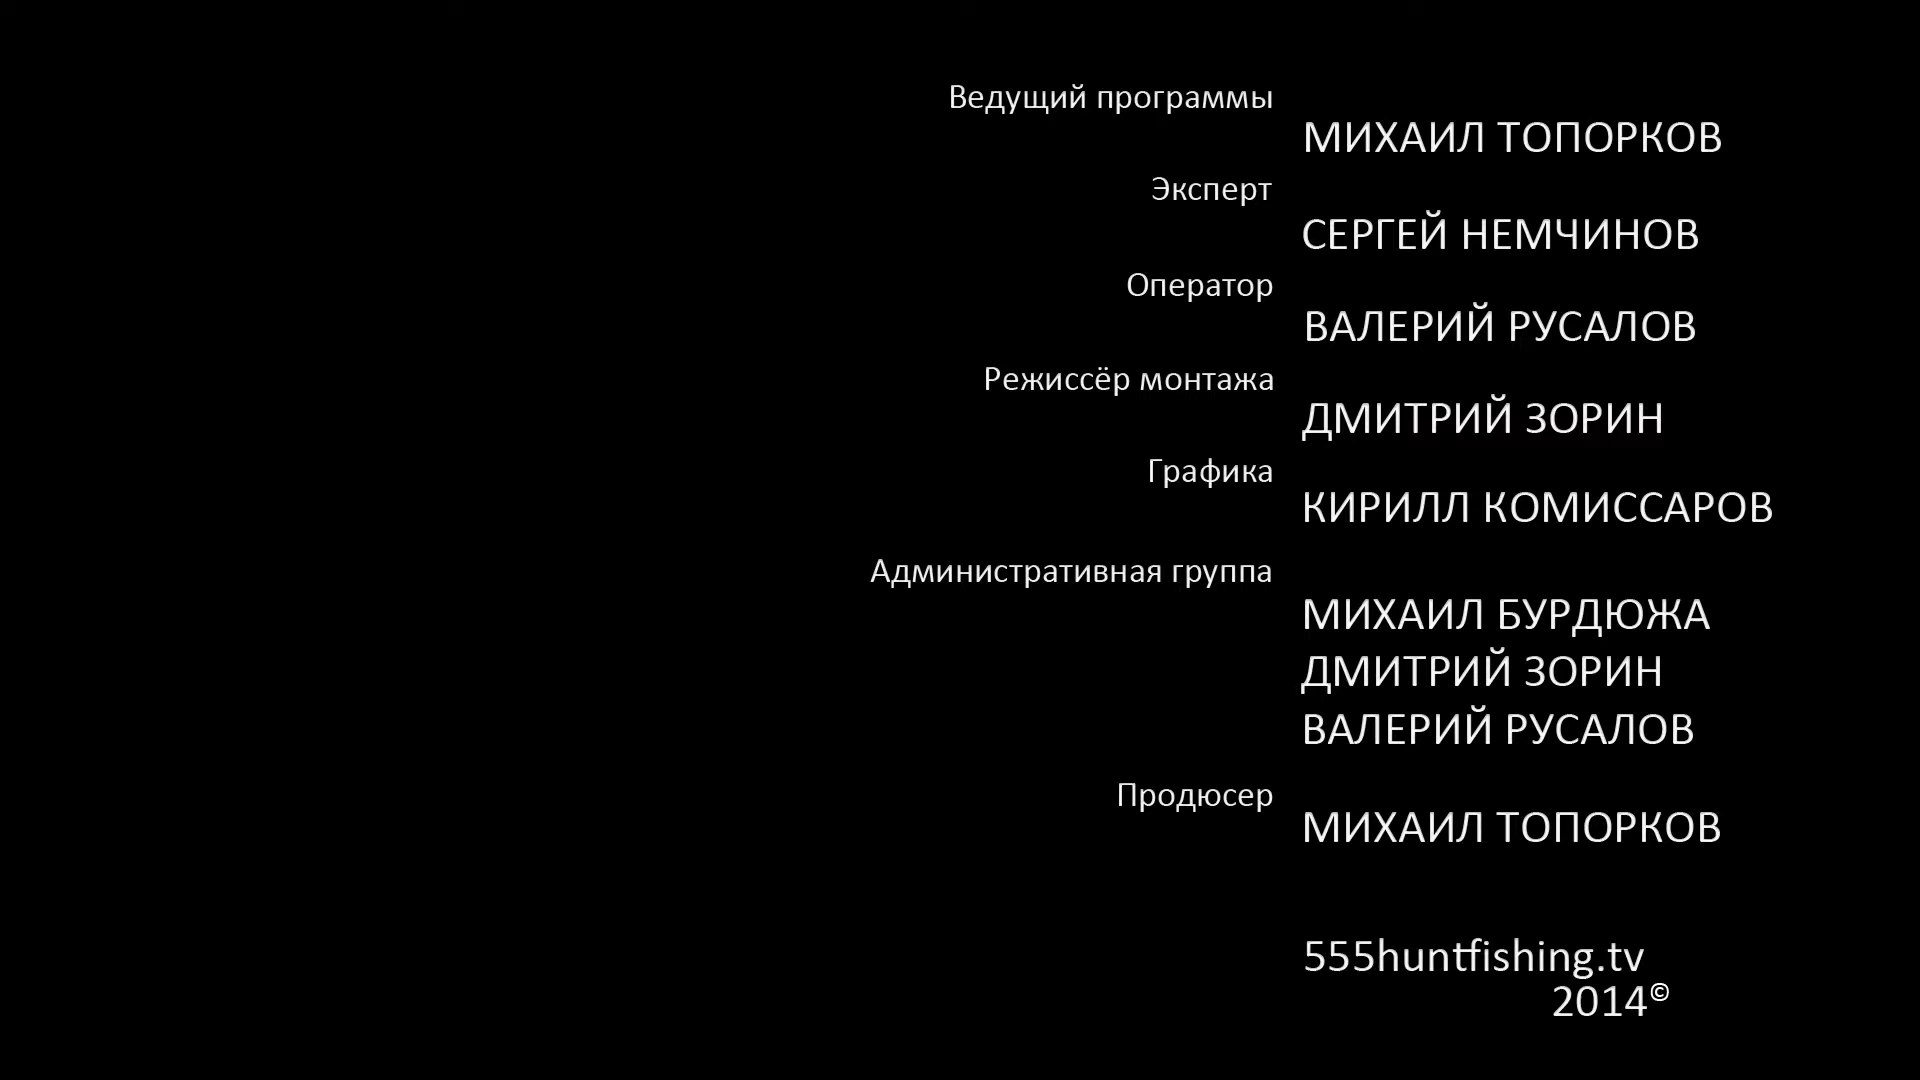 Ведущий программы
МИХАИЛ ТОПОРКОВ
Эксперт
СЕРГЕЙ НЕМЧИНОВ
Оператор
ВАЛЕРИЙ РУСАЛОВ
Режиссёр монтажа
ДМИТРИЙ ЗОРИН
Графика
КИРИЛЛ КОМИССАРОВ
Административная группа
МИХАИЛ БУРДЮЖА
ДМИТРИЙ ЗОРИН
ВАЛЕРИЙ РУСАЛОВ
Продюсер
МИХАИЛ ТОПОРКОВ
555huntfishing.tv
2014©